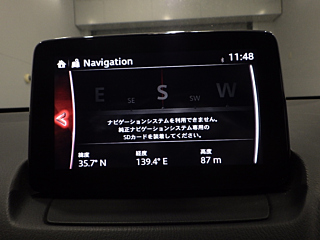 Navigation 11:48
E SE S SW W
ナビゲーションシステムを利用できません。
純正ナビゲーションシステム専用の
SDカードを装着してください。
緯度 経度 高度
35.7° N 139.4° E 87 m